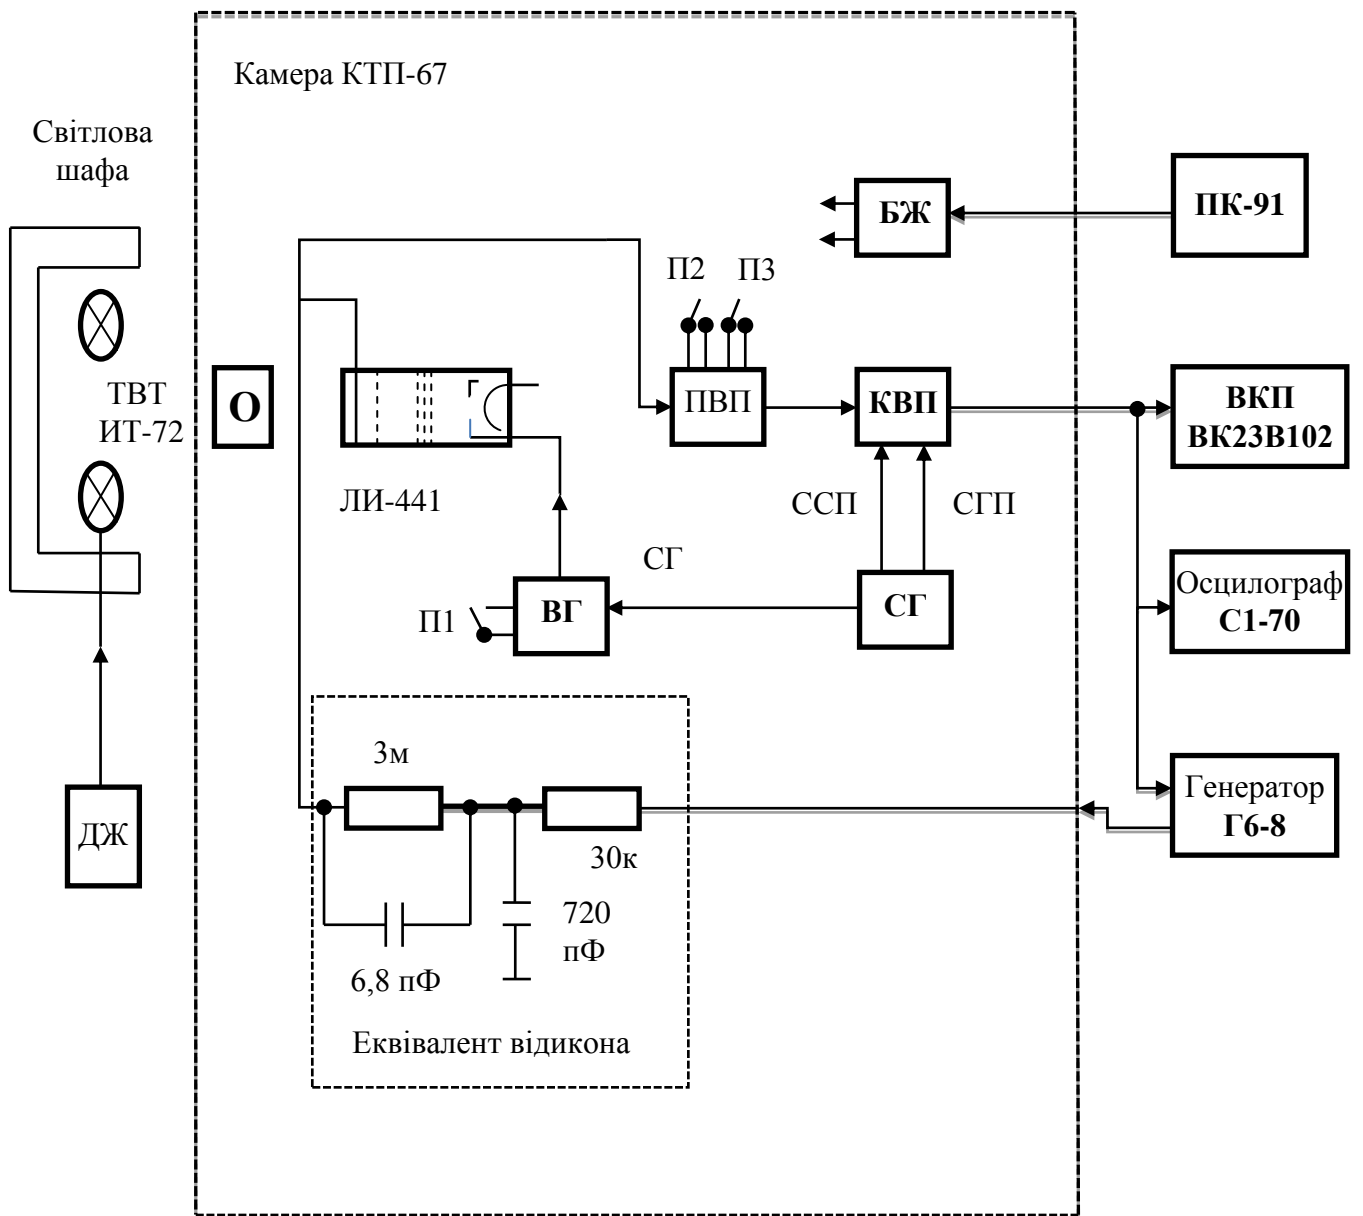 Камера КТП-67
Світлова
шафа
БЖ
ПК-91
П2
П3
ТВТ
ИТ-72
О
ПВП
КВП
ВКП
ВК23В102
ЛИ-441
ССП
СГП
СГ
П1
ВГ
СГ
Осцилограф
С1-70
3м
Генератор
Г6-8
ДЖ
30к
720
пФ
6,8 пФ
Еквівалент відикона